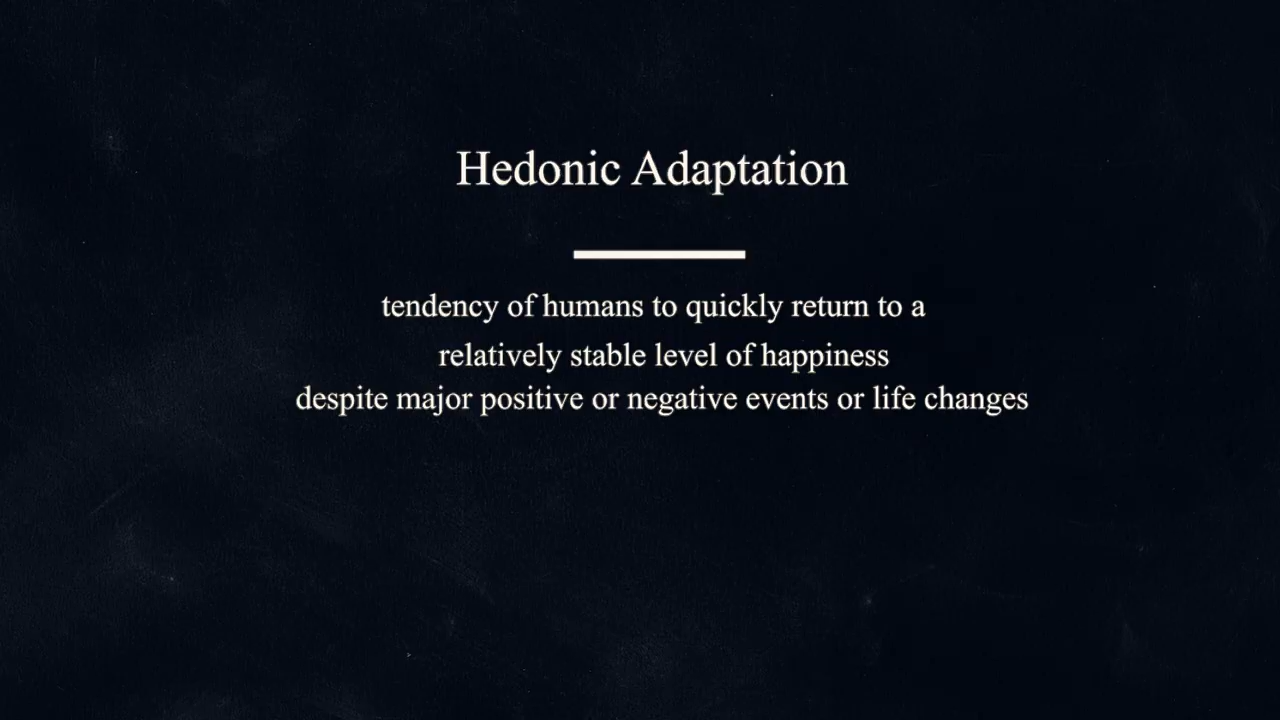 Hedonic Adaptation
tendency of humans to quickly return to a
relatively stable level of happiness
despite major positive or negative events or life changes